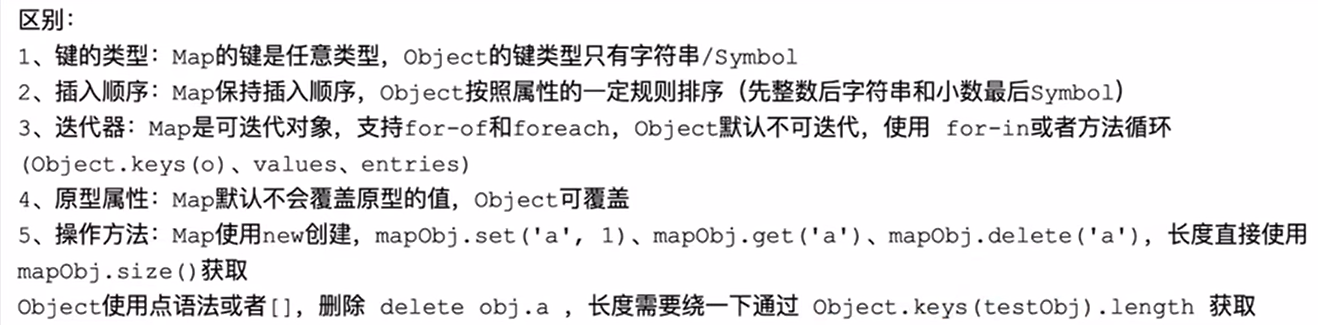 区别：
1、键的类型：Map的键是任意类型，Object的键类型只有字符串/Symbol
2、插入顺序：Map保持插入顺序，Object按照属性的一定规则排序（先整数后字符串和小数最后Symbol）
3、迭代器：Map是可迭代对象，支持for-of和foreach，Object默认不可迭代，使用 for-in或者方法循环
(Object.keys(o)、values、entries)
4、原型属性：Map默认不会覆盖原型的值，Object可覆盖
5、操作方法：Map使用new创建，mapObj.set('a', 1)、mapObj.get('a')、mapObj.delete('a')，长度直接使用
mapObj.size()获取
Object使用点语法或者[]，删除 delete obj.a ，长度需要绕一下通过 Object.keys(testObj).length 获取